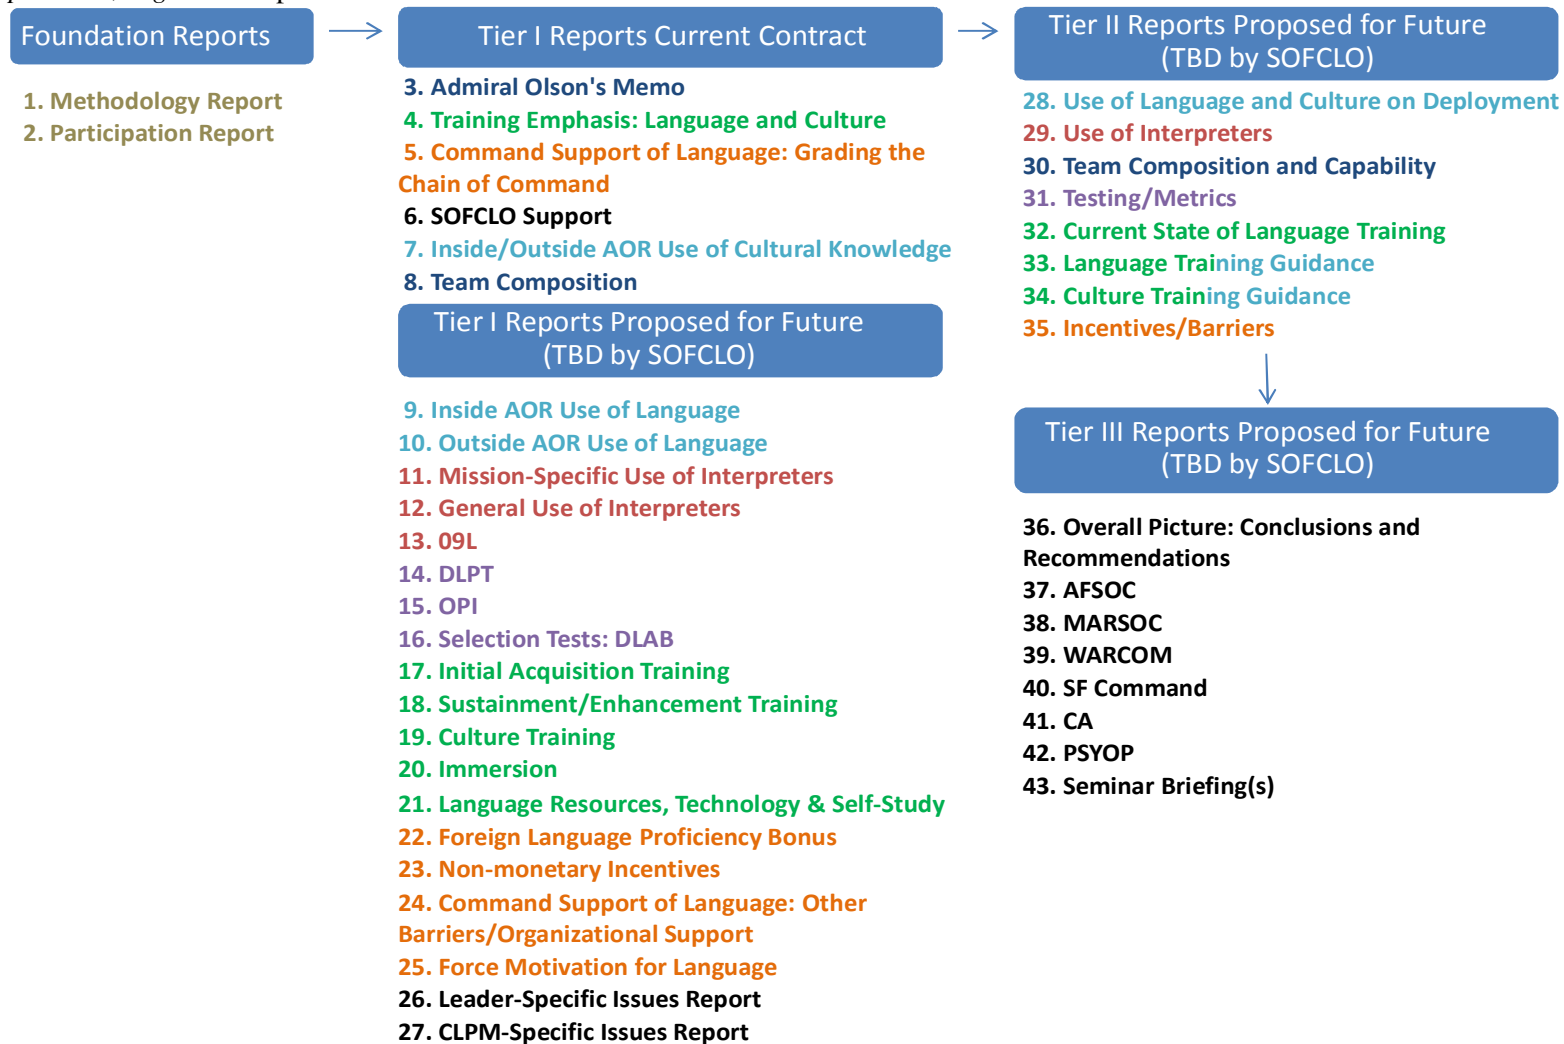 Foundation Reports
1. Methodology Report
2. Participation Report
Tier I Reports Current Contract
3. Admiral Olson's Memo
4. Training Emphasis: Language and Culture
5. Command Support of Language: Grading the
Chain of Command
6. SOFCLO Support
7. Inside/Outside AOR Use of Cultural Knowledge
8. Team Composition
Tier I Reports Proposed for Future
(TBD by SOFCLO)
9. Inside AOR Use of Language
10. Outside AOR Use of Language
11. Mission-Specific Use of Interpreters
12. General Use of Interpreters
13. 09L
14. DLPT
15. OPI
16. Selection Tests: DLAB
17. Initial Acquisition Training
18. Sustainment/Enhancement Training
19. Culture Training
20. Immersion
21. Language Resources, Technology & Self-Study
22. Foreign Language Proficiency Bonus
23. Non-monetary Incentives
24. Command Support of Language: Other
Barriers/Organizational Support
25. Force Motivation for Language
26. Leader-Specific Issues Report
27. CLPM-Specific Issues Report
Tier II Reports Proposed for Future
(TBD by SOFCLO)
28. Use of Language and Culture on Deployment
29. Use of Interpreters
30. Team Composition and Capability
31. Testing/Metrics
32. Current State of Language Training
33. Language Training Guidance
34. Culture Training Guidance
35. Incentives/Barriers
Tier III Reports Proposed for Future
(TBD by SOFCLO)
36. Overall Picture: Conclusions and
Recommendations
37. AFSOC
38. MARSOC
39. WARCOM
40. SF Command
41. CA
42. PSYOP
43. Seminar Briefing(s)